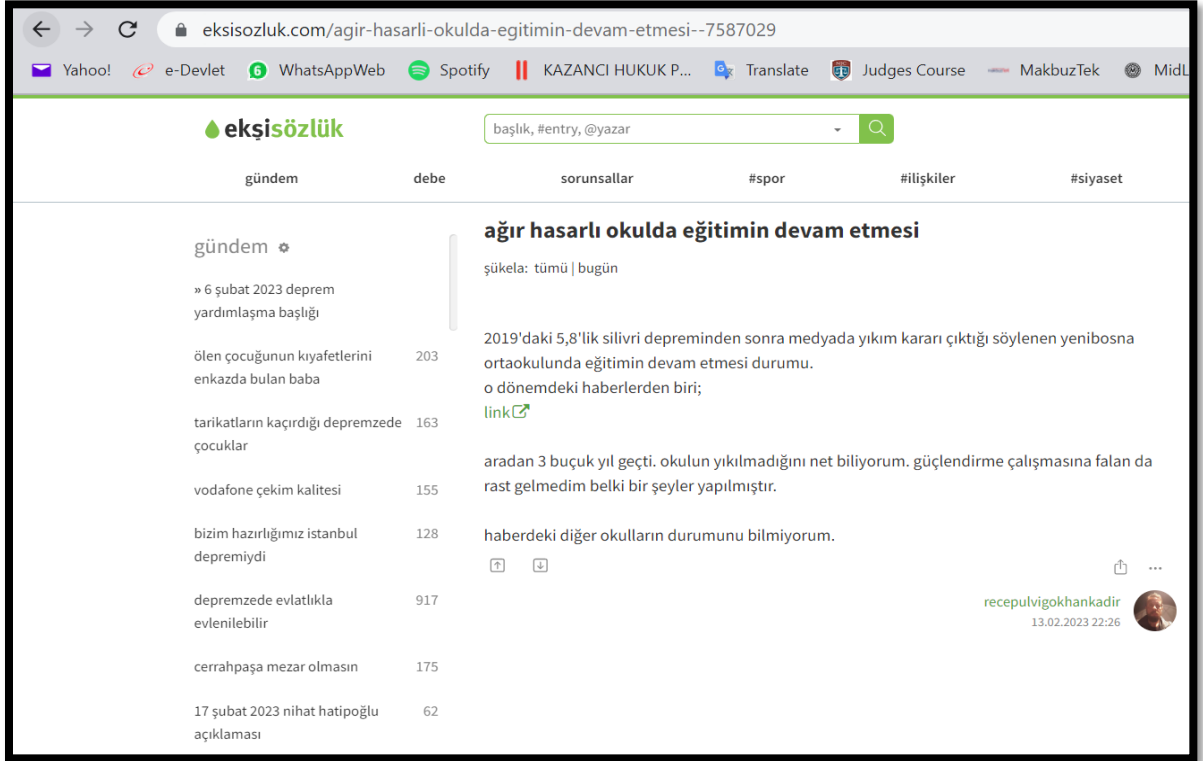 eksisozluk.com/agir-hasarli-okulda-egitimin-devam-etmesi--7587029
Yahoo! e-Devlet 6 WhatsAppWeb Spotify KAZANCI HUKUK P... Translate Judges Course MakbuzTek MidL
ekşisözlük
başlık, #entry, @yazar
gündem debe sorunsallar #spor #ilişkiler #siyaset
gündem
» 6 şubat 2023 deprem
yardımlaşma başlığı
ölen çocuğunun kıyafetlerini 203
enkazda bulan baba
tarikatların kaçırdığı depremzede 163
çocuklar
vodafone çekim kalitesi 155
bizim hazırlığımız istanbul 128
depremiydi
depremzede evlatlıkla 917
evlenilebilir
cerrahpaşa mezar olmasın 175
17 şubat 2023 nihat hatipoğlu 62
açıklaması
ağır hasarlı okulda eğitimin devam etmesi
şükela: tümü | bugün
2019'daki 5,8'lik silivri depreminden sonra medyada yıkım kararı çıktığı söylenen yenibosna
ortaokulunda eğitimin devam etmesi durumu.
o dönemdeki haberlerden biri;
link
aradan 3 buçuk yıl geçti. okulun yıkılmadığını net biliyorum. güçlendirme çalışmasına falan da
rast gelmedim belki bir şeyler yapılmıştır.
haberdeki diğer okulların durumunu bilmiyorum.
recepulvigokhankadir
13.02.2023 22:26